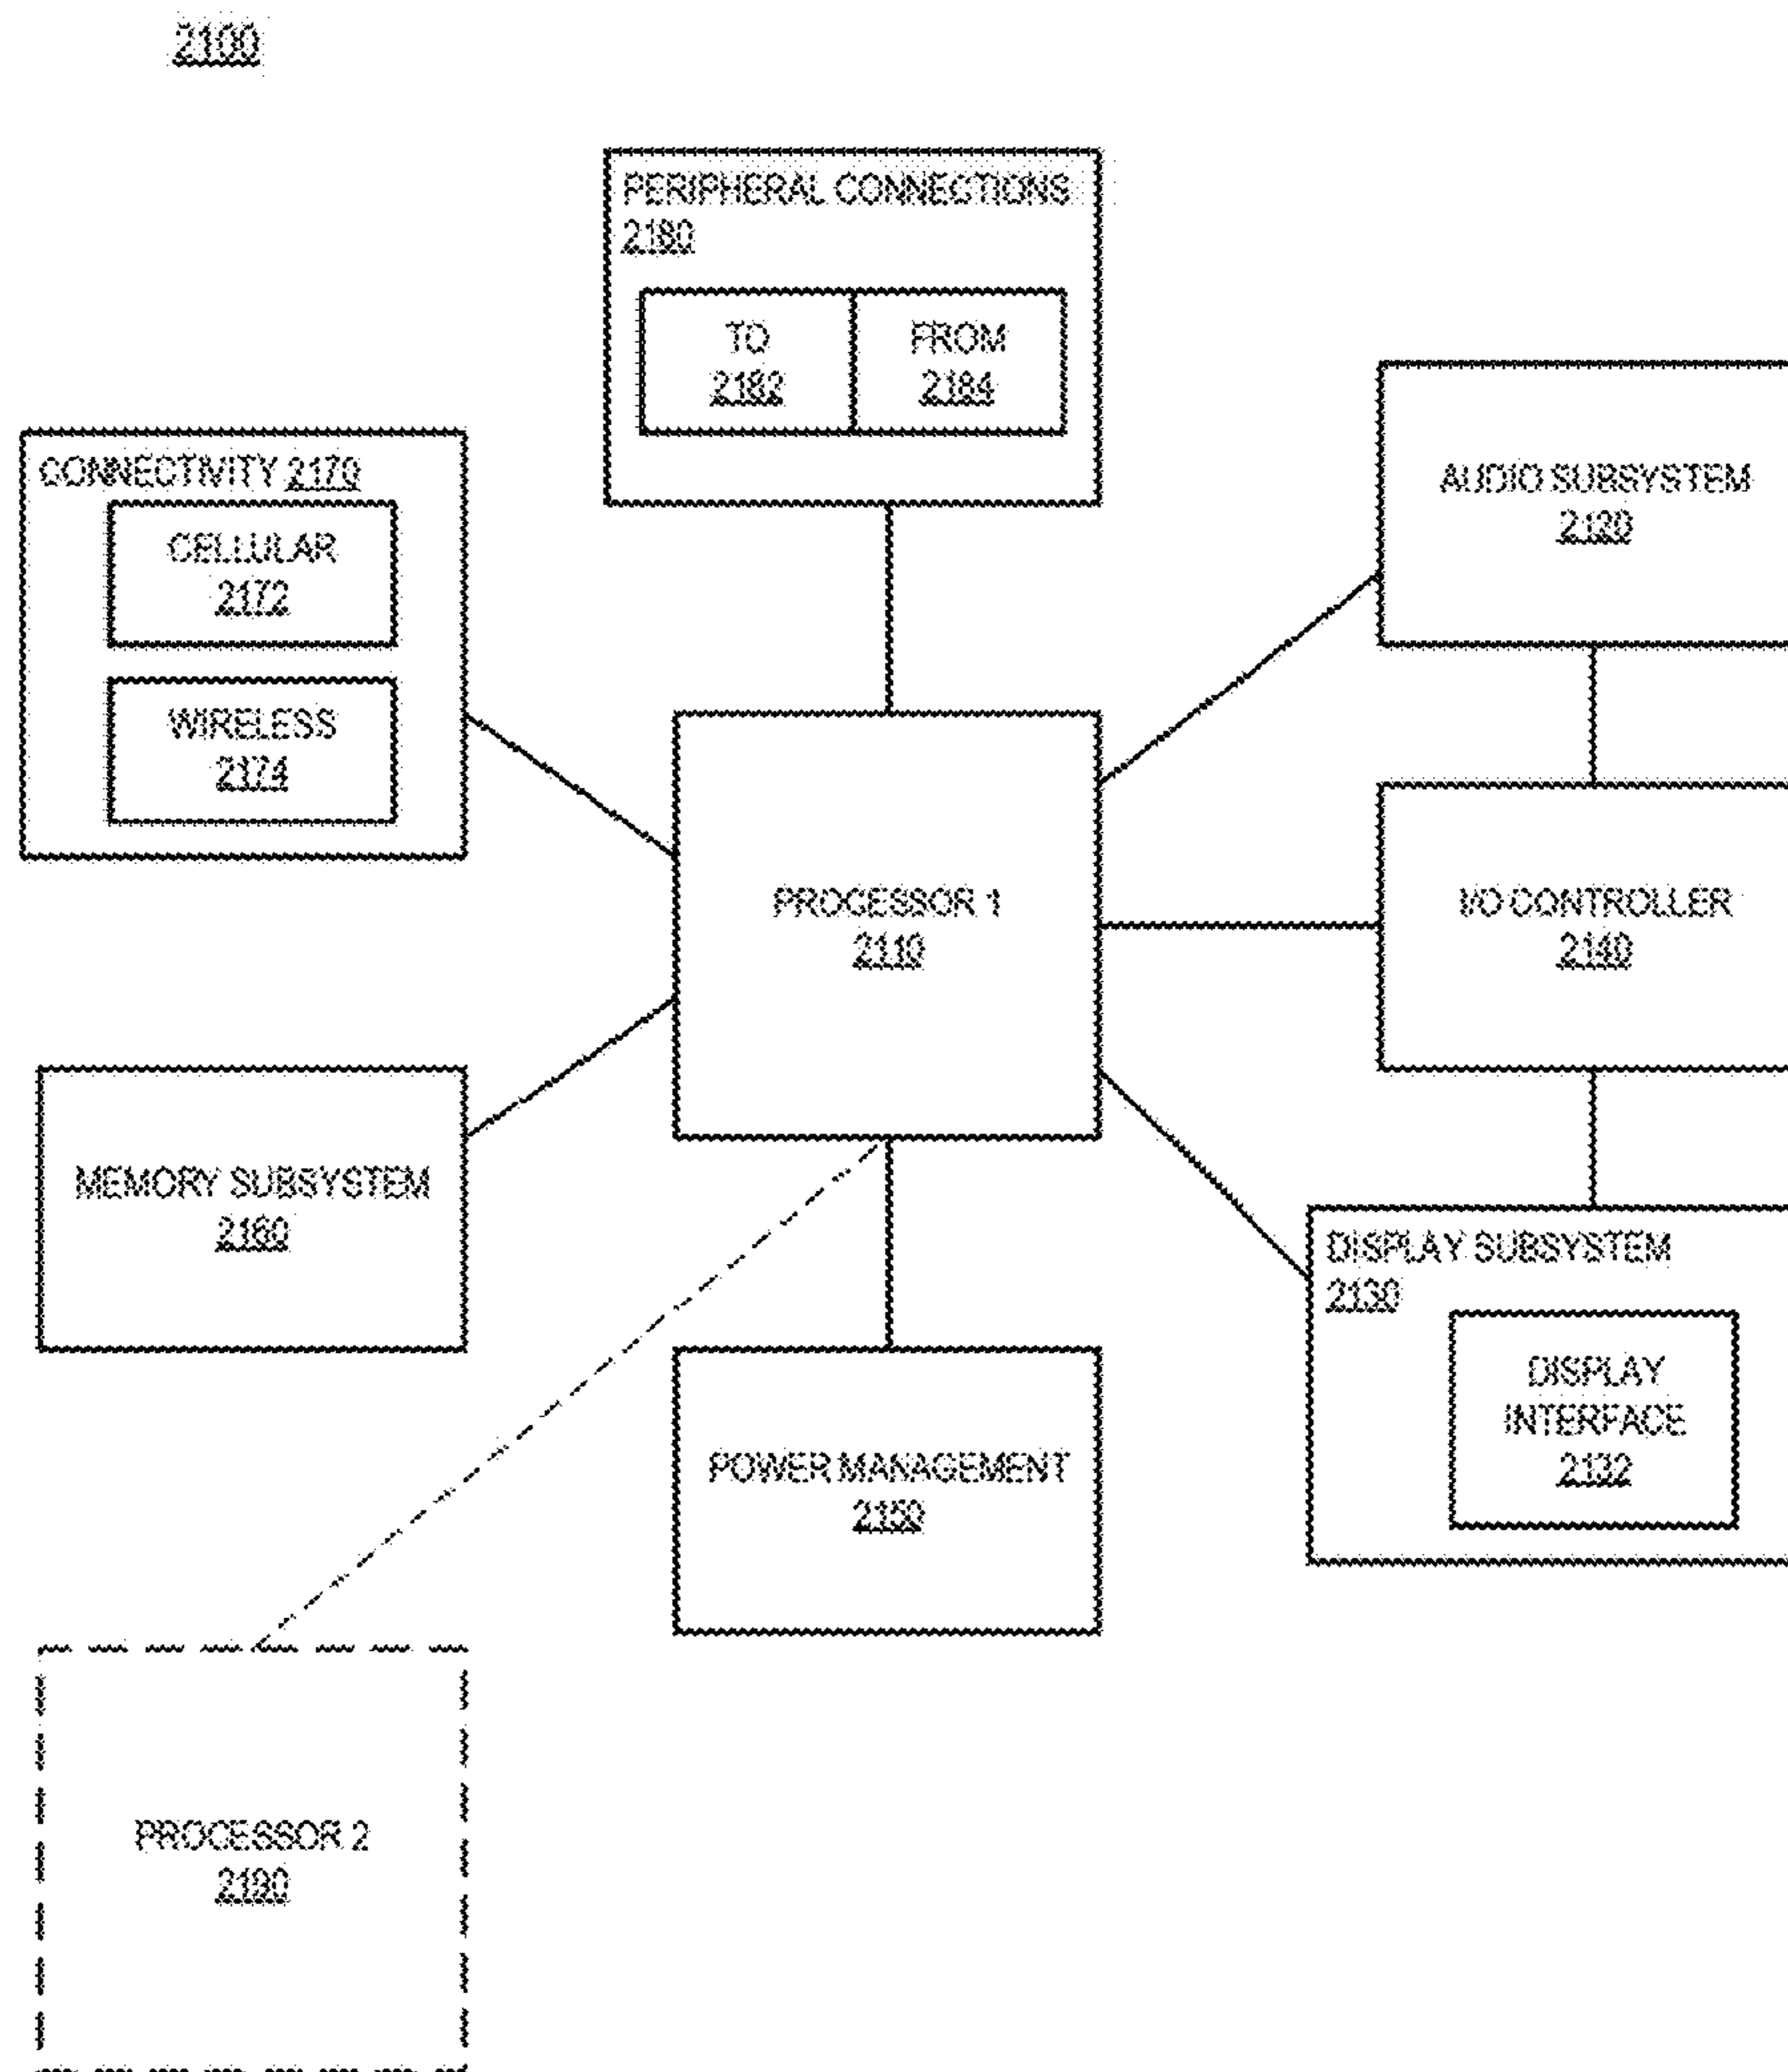 2100
PERIPHERAL CONNECTIONS
2180
TO
2182
FROM
2184
CONNECTIVITY 2170
CELLULAR
2172
WIRELESS
2174
AUDIO SUBSYSTEM
2120
PROCESSOR 1
2110
I/O CONTROLLER
2140
MEMORY SUBSYSTEM
2160
DISPLAY SUBSYSTEM
2130
DISPLAY
INTERFACE
2132
POWER MANAGEMENT
2150
PROCESSOR 2
2190